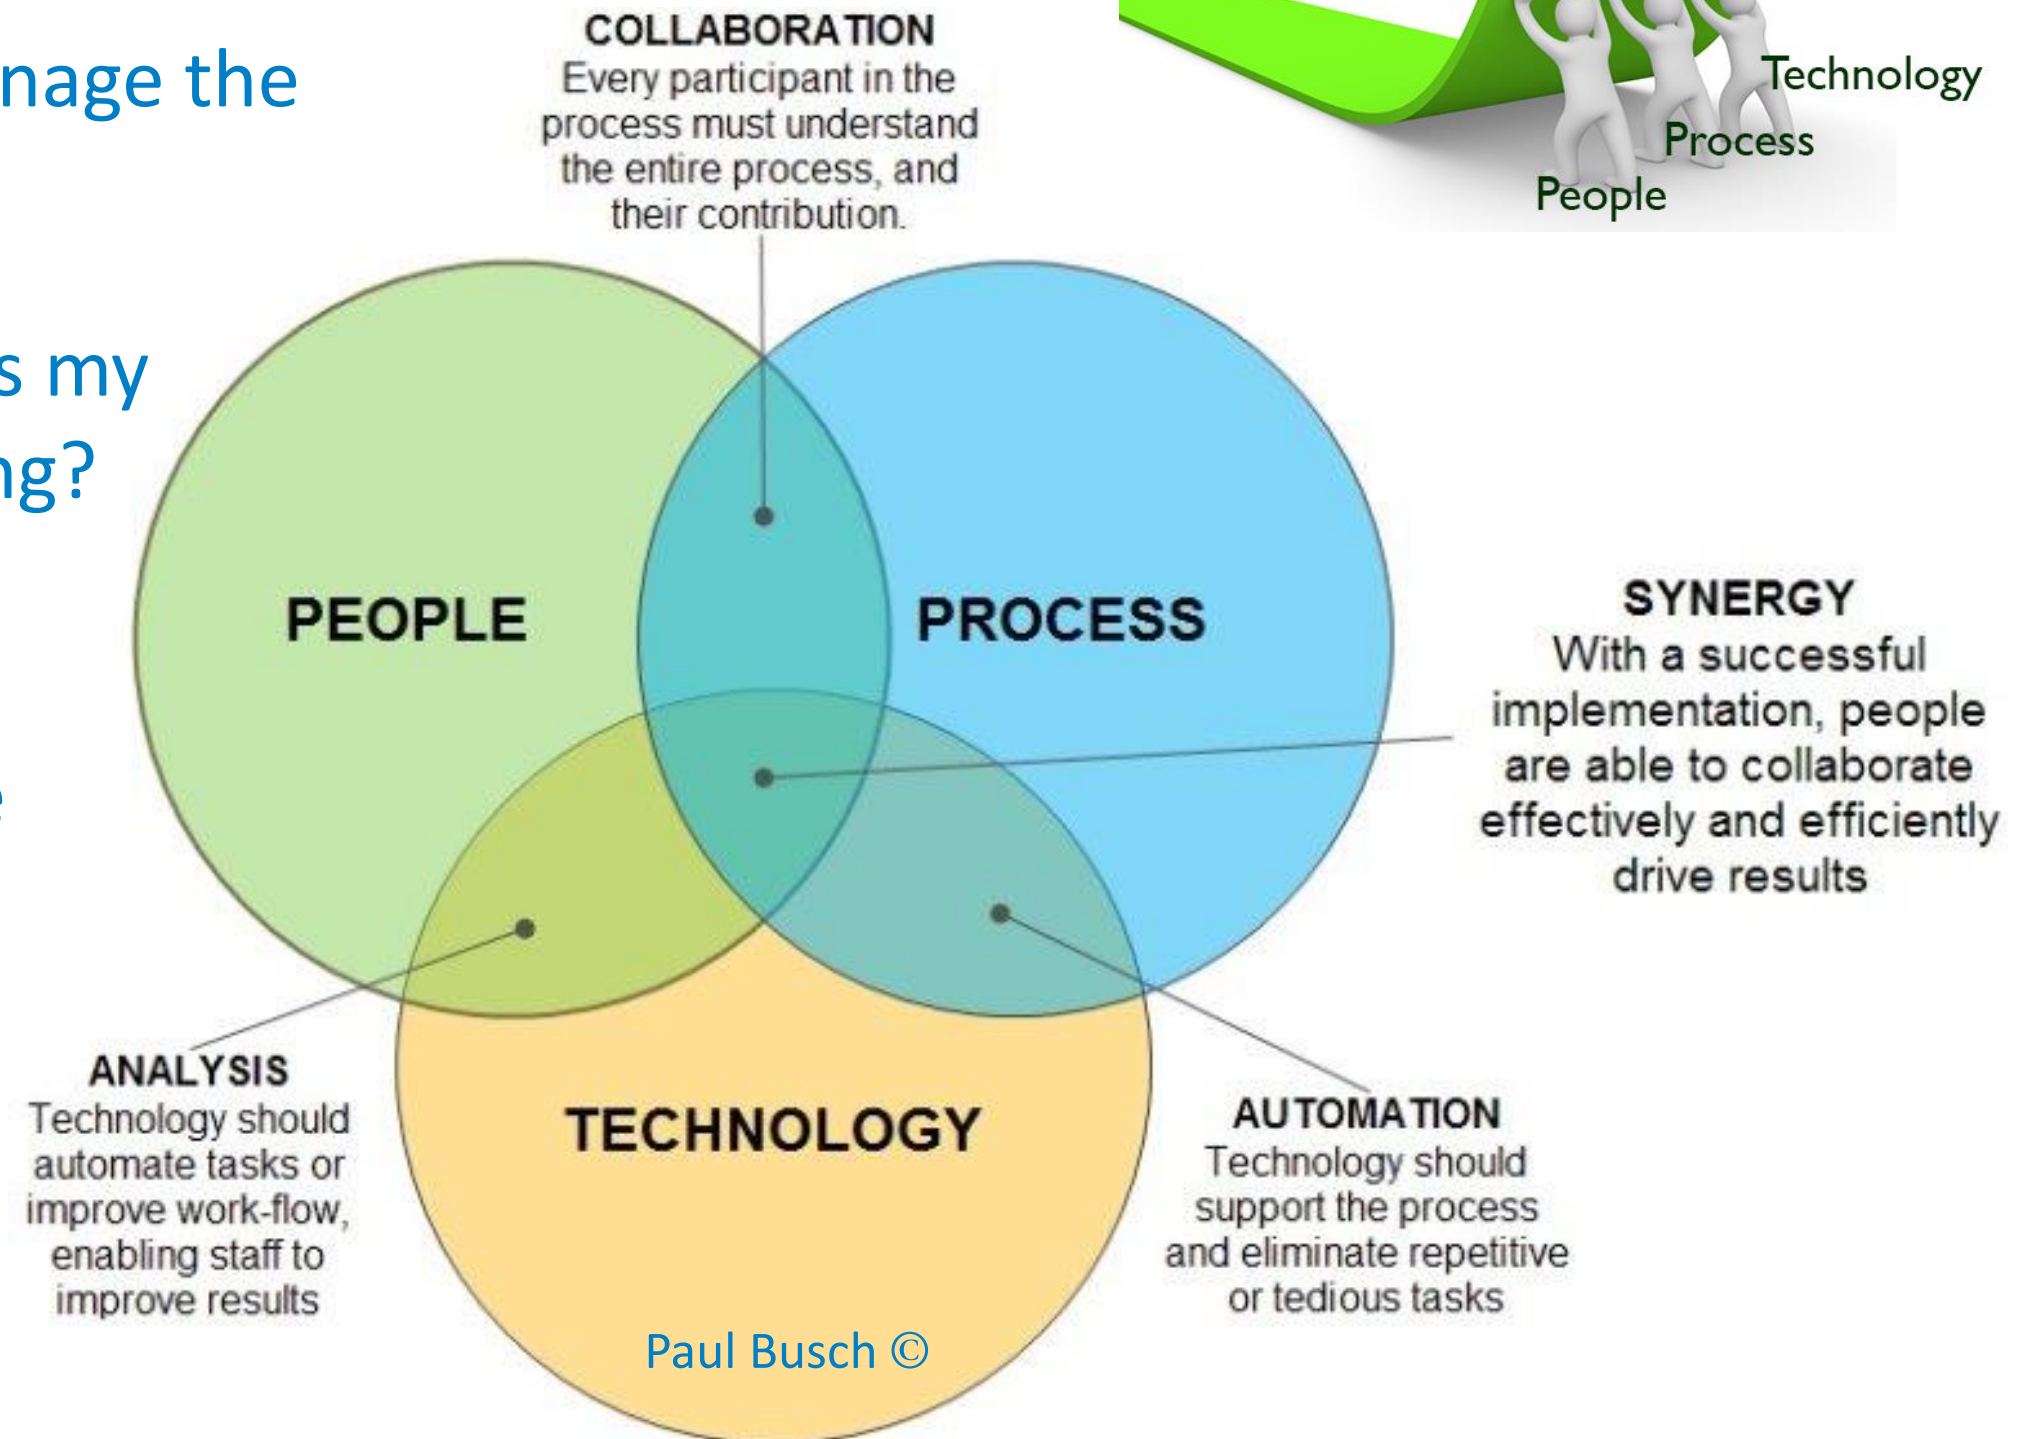 nage the
s my
ng?
e
COLLABORATION
Every participant in the
process must understand
the entire process, and
their contribution.
Technology
Process
People
PEOPLE
PROCESS
SYNERGY
With a successful
implementation, people
are able to collaborate
effectively and efficiently
drive results
ANALYSIS
Technology should
automate tasks or
improve work-flow,
enabling staff to
improve results
TECHNOLOGY
AUTOMATION
Technology should
support the process
and eliminate repetitive
or tedious tasks
Paul Busch ©